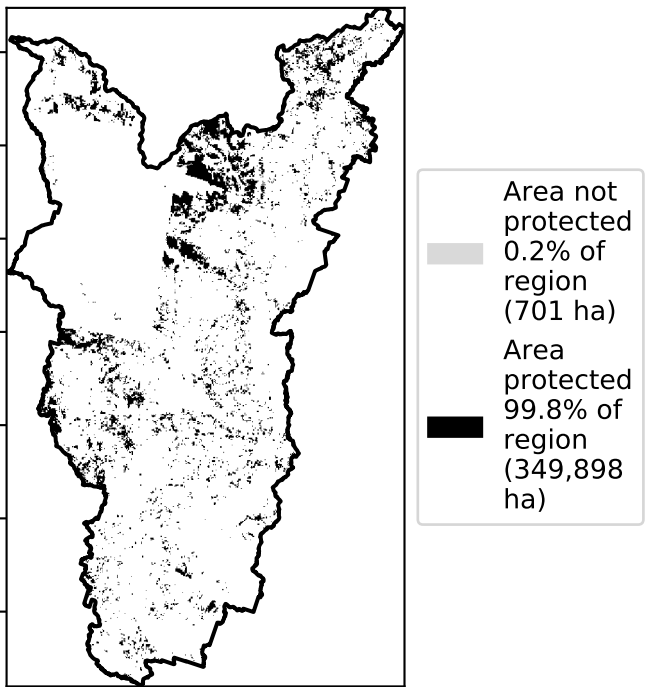 Area not
protected
0.2% of
region
(701 ha)
Area
protected
99.8% of
region
(349,898
ha)